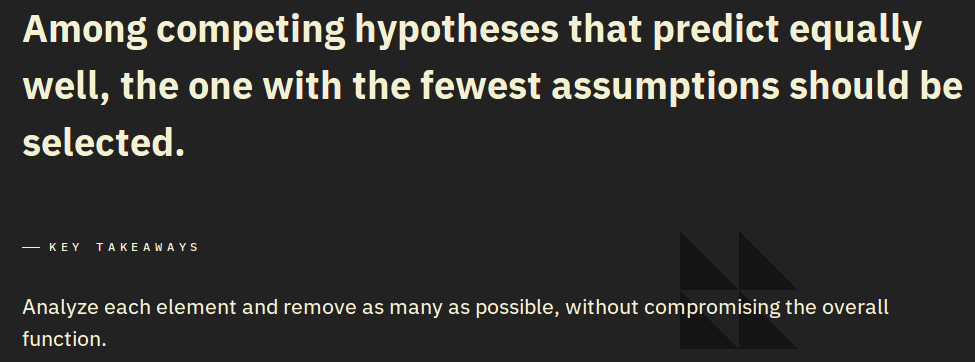 Among competing hypotheses that predict equally
well, the one with the fewest assumptions should be
selected.
KEY TAKEAWAYS
Analyze each element and remove as many as possible, without compromising the overall
function.